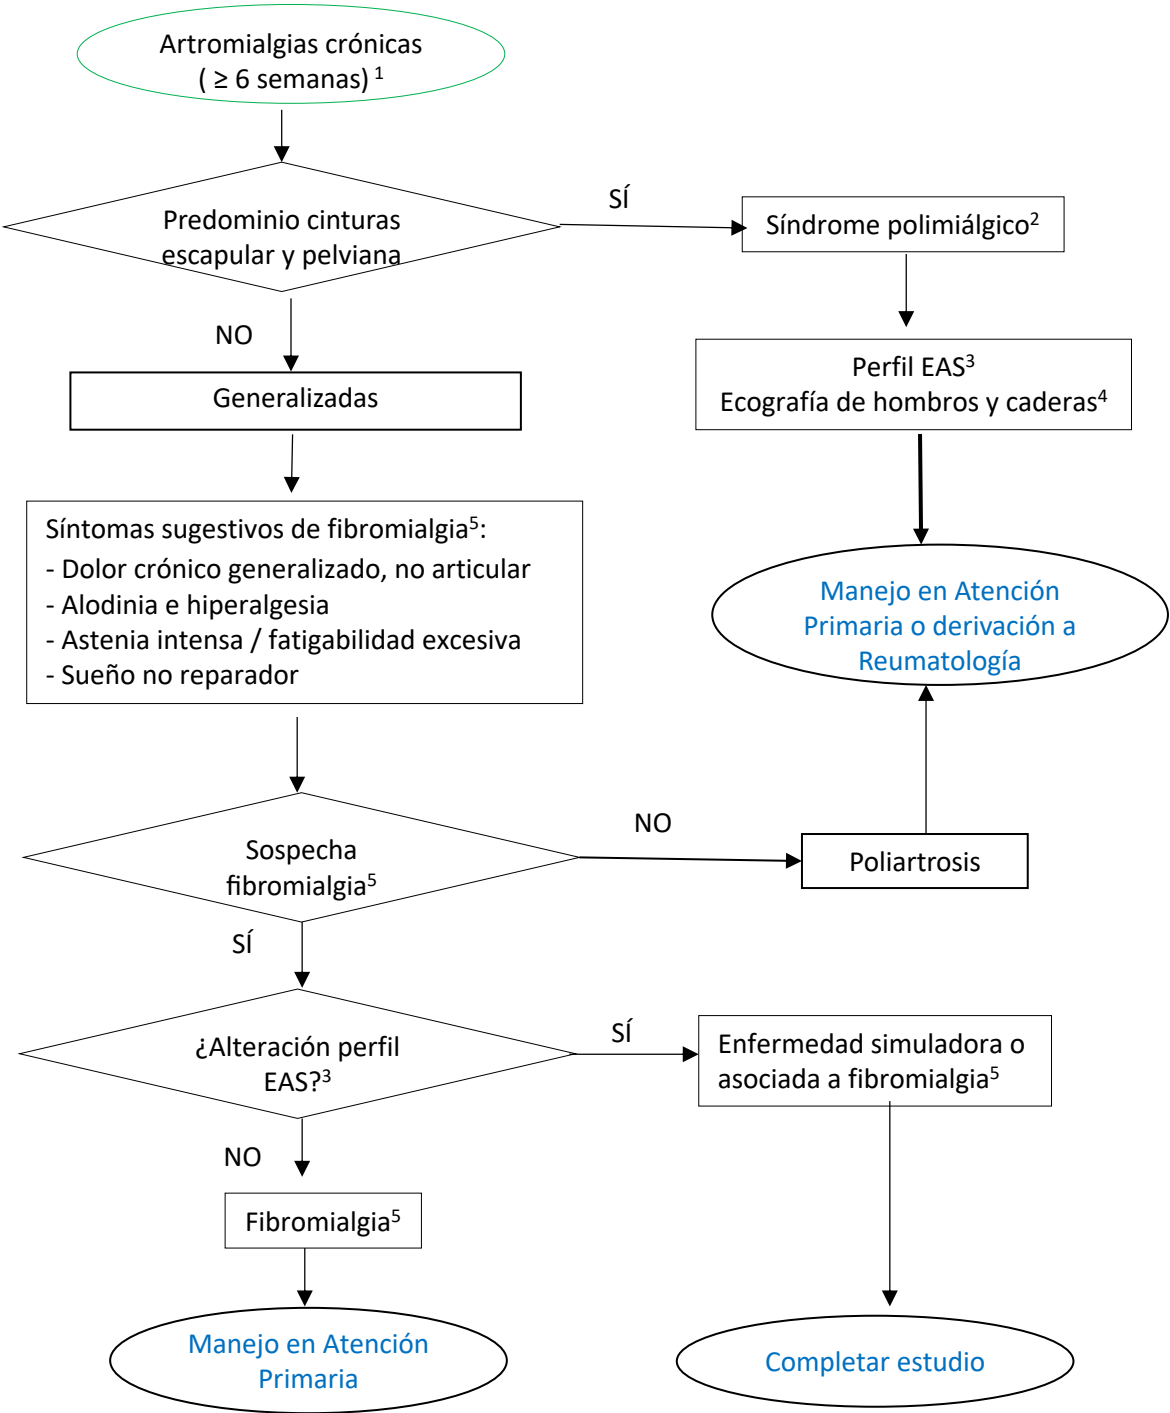 Artromialgias crónicas
( ≥ 6 semanas) 1
Predominio cinturas
escapular y pelviana
SÍ
Síndrome polimiálgico2
NO
Perfil EAS3
Ecografía de hombros y caderas4
Generalizadas
Síntomas sugestivos de fibromialgia5:
- Dolor crónico generalizado, no articular
- Alodinia e hiperalgesia
- Astenia intensa / fatigabilidad excesiva
- Sueño no reparador
Manejo en Atención
Primaria o derivación a
Reumatología
Sospecha
fibromialgia5
NO
Poliartrosis
SÍ
¿Alteración perfil
EAS?3
SÍ
Enfermedad simuladora o
asociada a fibromialgia5
NO
Fibromialgia5
Manejo en Atención
Primaria
Completar estudio